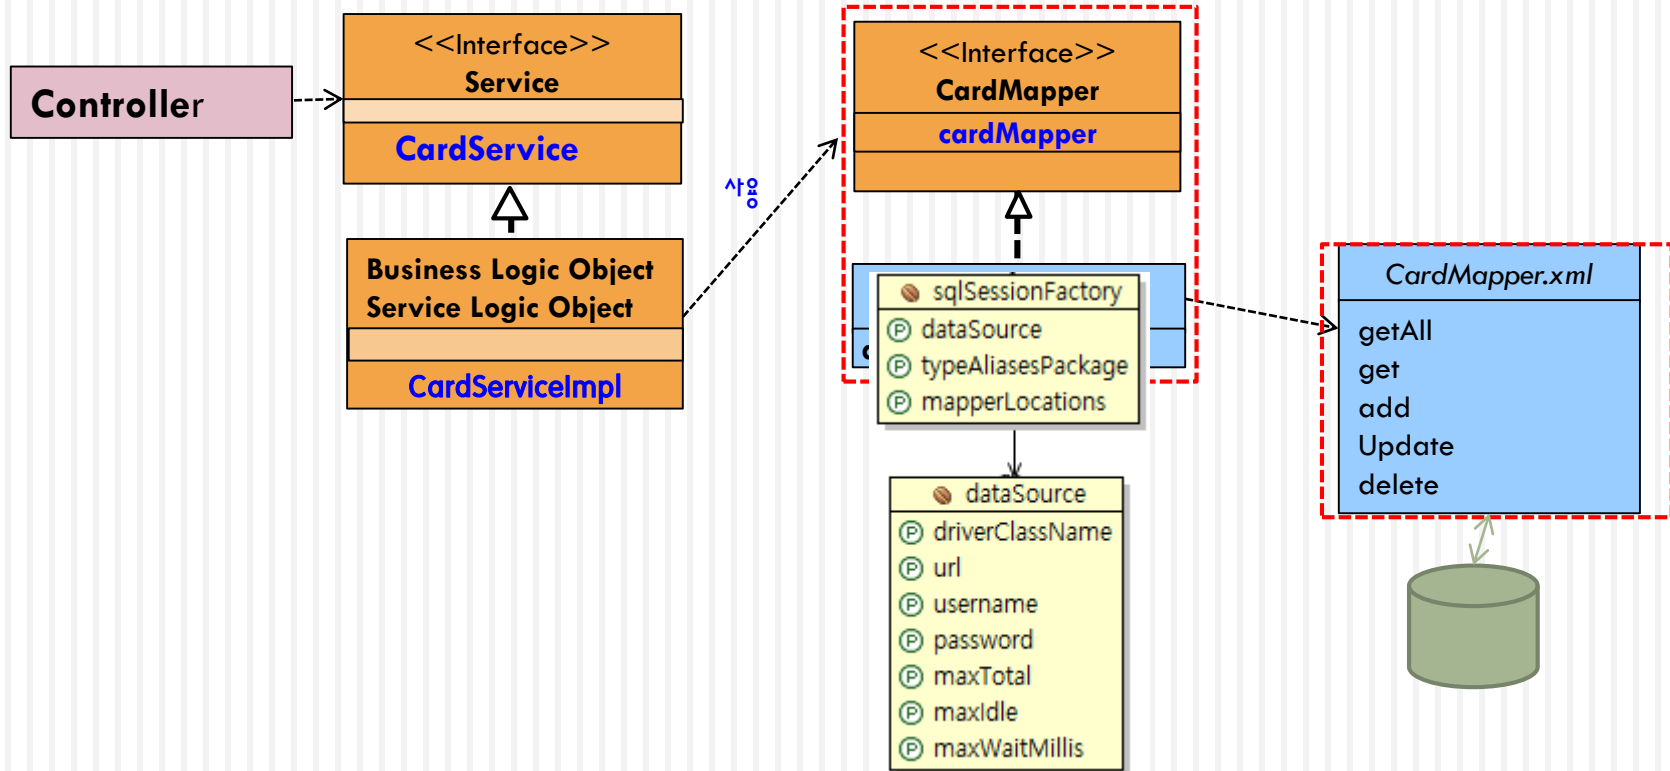 Controller
<<Interface>>
Service
CardService
Business Logic Object
Service Logic Object
CardServiceImpl
사용
<<Interface>>
CardMapper
cardMapper
sqlSessionFactory
dataSource
typeAliasesPackage
mapperLocations
dataSource
driverClassName
url
username
password
maxTotal
maxIdle
maxWaitMillis
CardMapper.xml
getAll
get
add
Update
delete